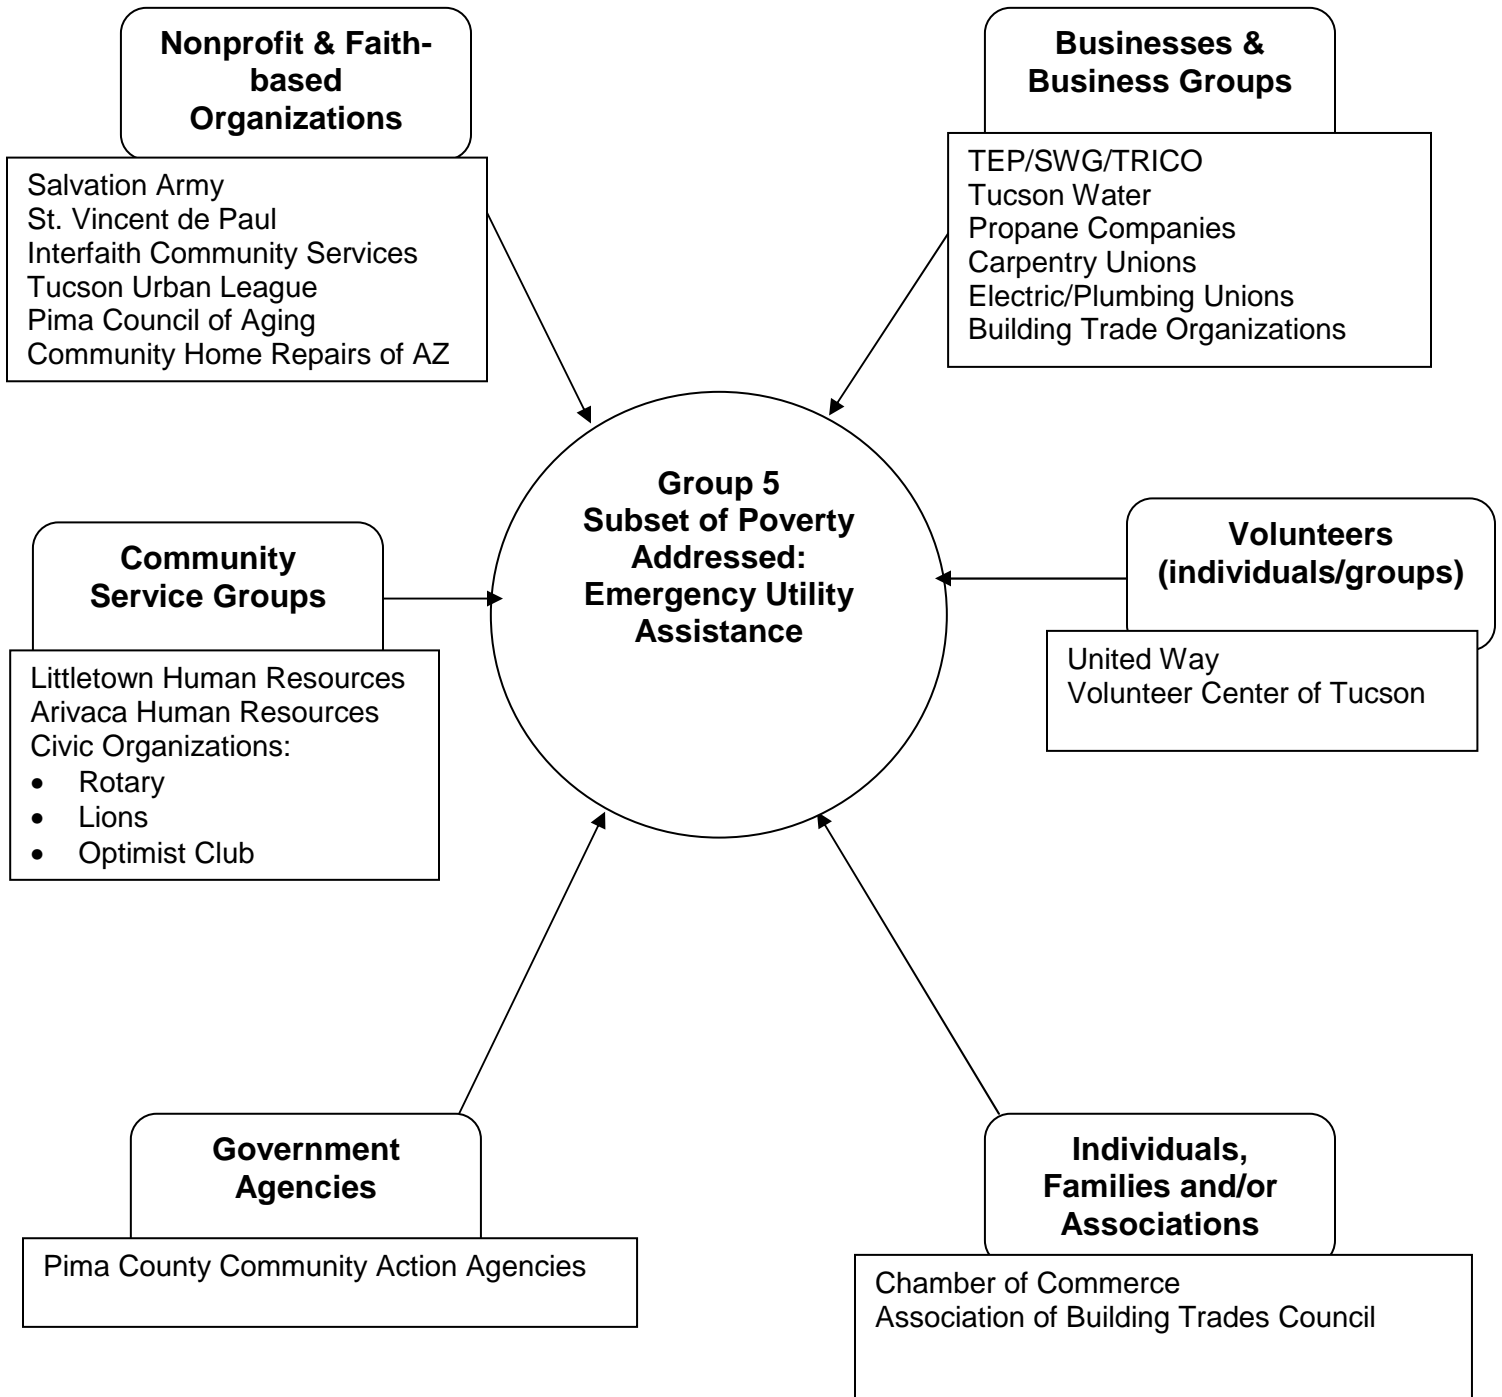 Nonprofit & Faith-
based
Organizations
Salvation Army
St. Vincent de Paul
Interfaith Community Services
Tucson Urban League
Pima Council of Aging
Community Home Repairs of AZ
Businesses &
Business Groups
TEP/SWG/TRICO
Tucson Water
Propane Companies
Carpentry Unions
Electric/Plumbing Unions
Building Trade Organizations
Group 5
Subset of Poverty
Addressed:
Emergency Utility
Assistance
Community
Service Groups
Littletown Human Resources
Arivaca Human Resources
Civic Organizations:
• Rotary
• Lions
• Optimist Club
Volunteers
(individuals/groups)
United Way
Volunteer Center of Tucson
Government
Agencies
Pima County Community Action Agencies
Individuals,
Families and/or
Associations
Chamber of Commerce
Association of Building Trades Council